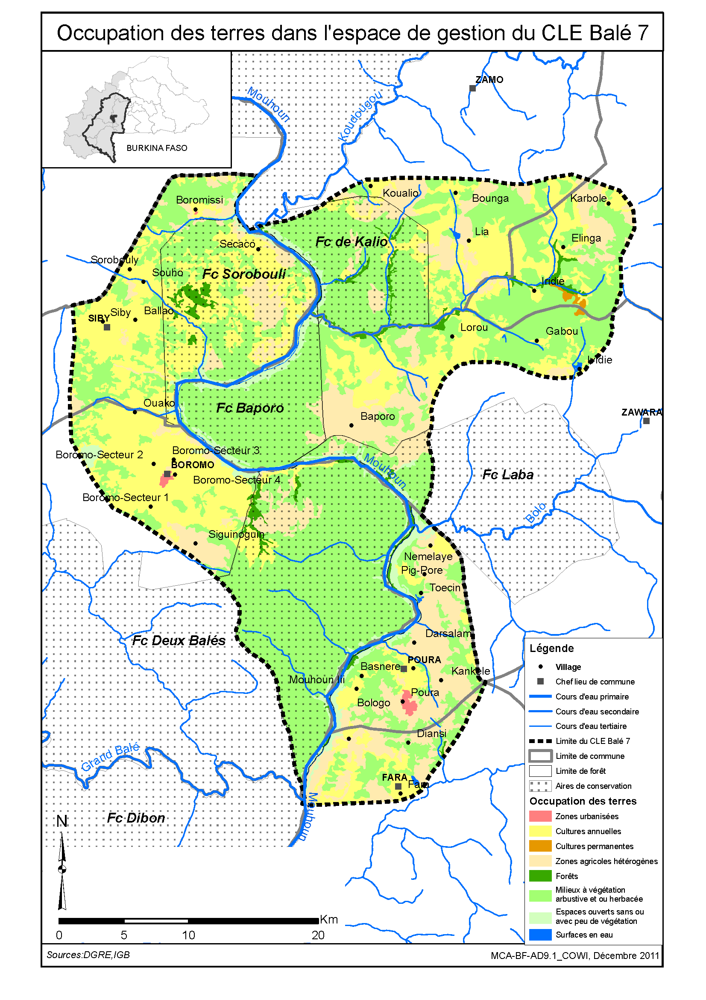 Occupation des terres dans l'espace de gestion du CLE Balé 7
BURKINA FASO
Mouhoun
Koudougou
ZAMO
Boromissi
Koualio
Bounga
Karbole
Secaco
Fc de Kalio
Lia
Elinga
Sorobouly
Souho
Fc Sorobouli
Iridie
SIBY
Siby
Ballao
Lorou
Gabou
Ividie
Ouako
Fc Baporo
Baporo
ZAWARA
Boromo-Secteur 2
Boromo-Secteur 3
BOROMO
Mouhoun
Fc Laba
Boromo-Secteur 4
Boromo-Secteur 1
Bolo
Siguinoguin
Nemelaye
Pig-Pore
Toecin
Fc Deux Balés
Darsalam
POURA
Basnere
Kankele
Mouhoun Iii
Poura
Bologo
Diansi
Grand Balé
FARA
Fara
Mouhoun
Fc Dibon
N
Km
0 5 10 20
Légende
Village
Chef lieu de commune
Cours d'eau primaire
Cours d'eau secondaire
Cours d'eau tertiaire
Limite du CLE Balé 7
Limite de commune
Limite de forêt
Aires de conservation
Occupation des terres
Zones urbanisées
Cultures annuelles
Cultures permanentes
Zones agricoles hétérogènes
Forêts
Milieux à végétation
arbustive et ou herbacée
Espaces ouverts sans ou
avec peu de végétation
Surfaces en eau
Sources:DGRE,IGB
MCA-BF-AD9.1_COWI, Décembre 2011